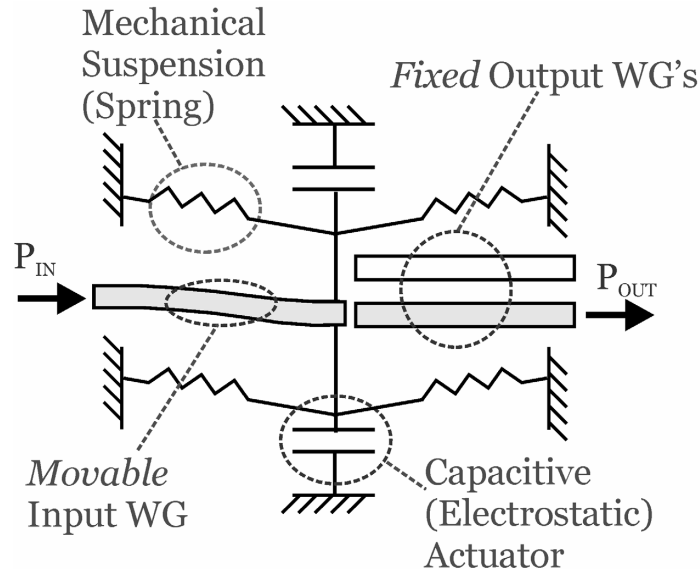 Mechanical
Suspension
(Spring)
Fixed Output WG's
PIN
POUT
Movable
Input WG
Capacitive
(Electrostatic)
Actuator